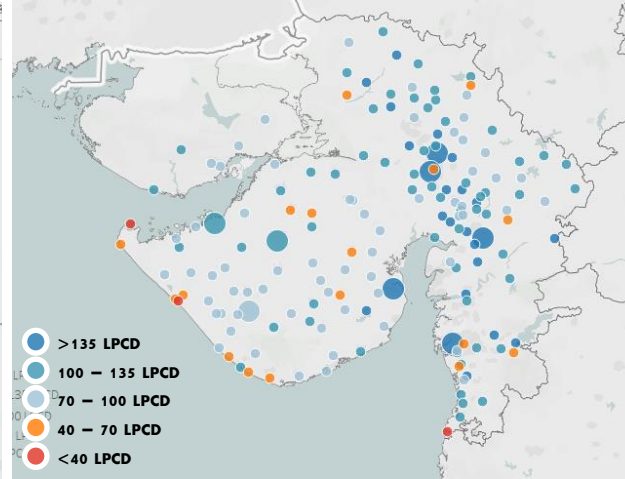 >135 LPCD
100 – 135 LPCD
70 – 100 LPCD
40 – 70 LPCD
<40 LPCD